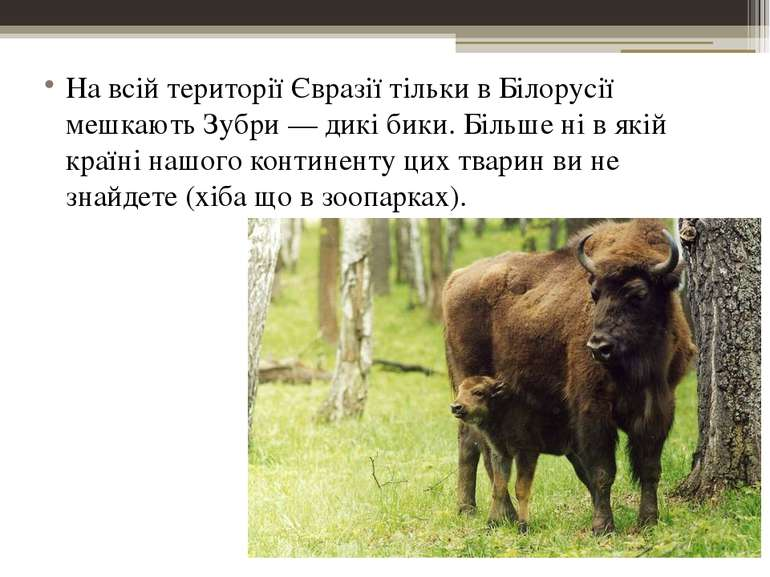 На всій території Євразії тільки в Білорусії
мешкають Зубри — дикі бики. Більше ні в якій
країні нашого континенту цих тварин ви не
знайдете (хіба що в зоопарках).